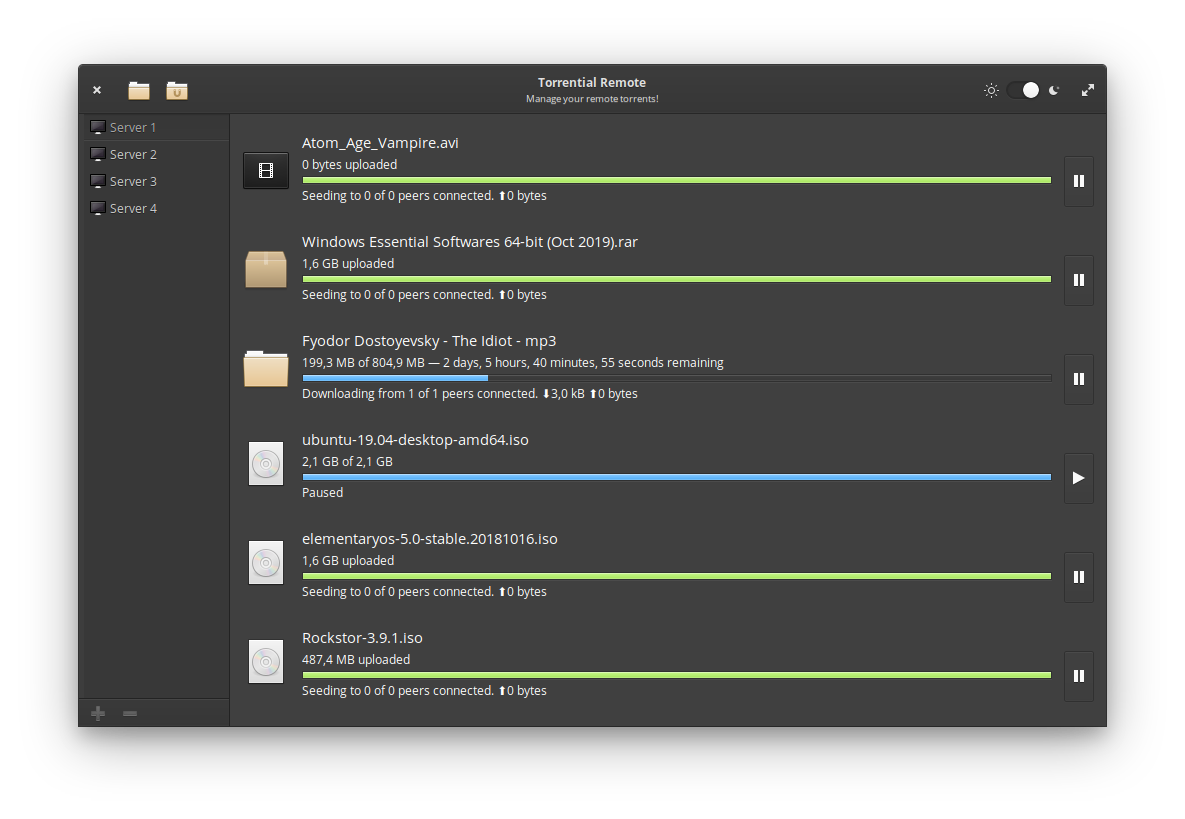 Torrential Remote
Manage your remote torrents!
Server 1
Server 2
Server 3
Server 4
Atom_Age_Vampire.avi
0 bytes uploaded
Seeding to 0 of 0 peers connected. ⬆0 bytes
Windows Essential Softwares 64-bit (Oct 2019).rar
1,6 GB uploaded
Seeding to 0 of 0 peers connected. ⬆0 bytes
Fyodor Dostoyevsky - The Idiot - mp3
199,3 MB of 804,9 MB — 2 days, 5 hours, 40 minutes, 55 seconds remaining
Downloading from 1 of 1 peers connected. ⬇3,0 kB ⬆0 bytes
ubuntu-19.04-desktop-amd64.iso
2,1 GB of 2,1 GB
Paused
elementaryos-5.0-stable.20181016.iso
1,6 GB uploaded
Seeding to 0 of 0 peers connected. ⬆0 bytes
Rockstor-3.9.1.iso
487,4 MB uploaded
Seeding to 0 of 0 peers connected. ⬆0 bytes